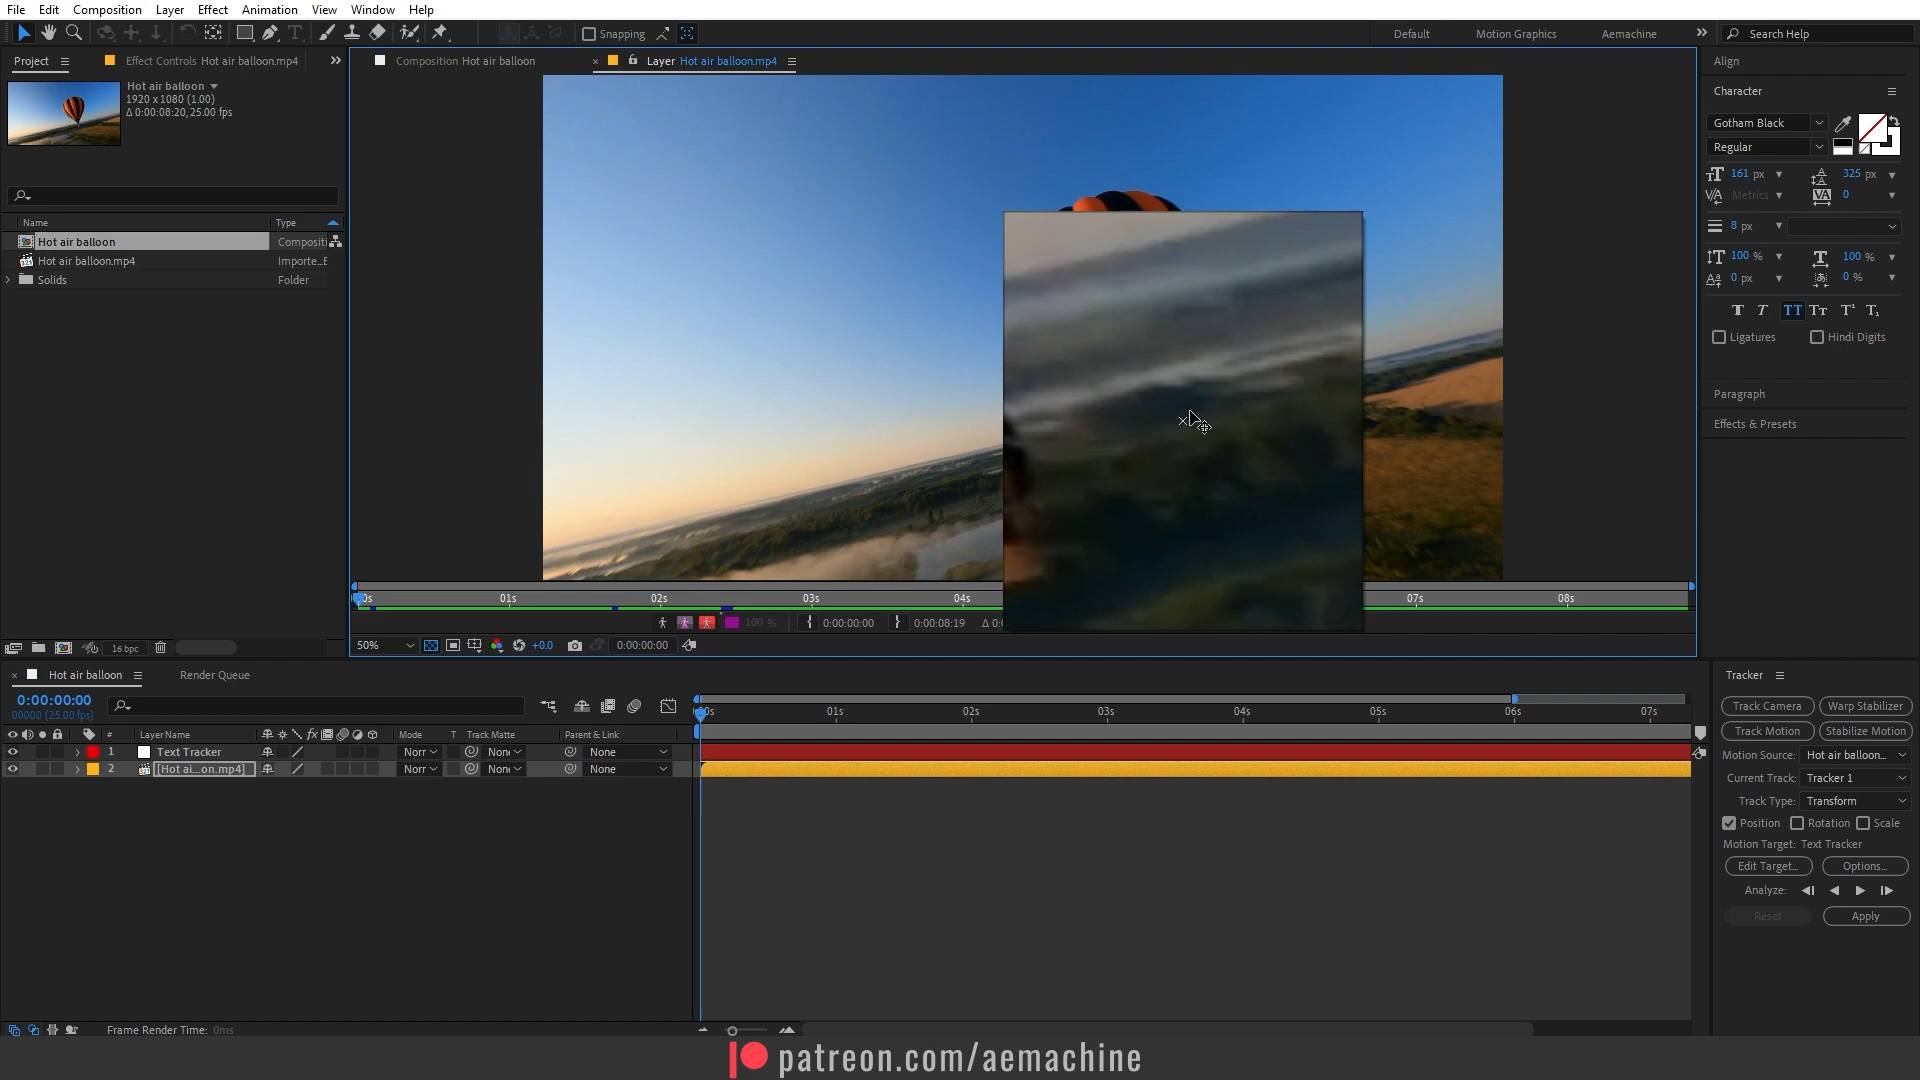 File Edit Composition Layer Effect Animation View Window Help
Snapping Default Motion Graphics Aemachine Search Help
Project Effect Controls Hot air balloon.mp4
Composition Hot air balloon
Layer Hot air balloon.mp4
Hot air balloon
1920 x 1080 (1.00)
Δ 0:00:08:20, 25.00 fps
Name Type
Hot air balloon Compositi
Hot air balloon.mp4 Importe...E
Solids Folder
16 bpc
01s 02s 03s 04s 07s 08s
100 % 0:00:00:00 0:00:08:19 Δ 0:
50% +0.0 0:00:00:00
Align
Character
Gotham Black
Regular
161 px 325 px
Metrics 0
8 px
100 % 100 %
0 px 0 %
Ligatures Hindi Digits
Paragraph
Effects & Presets
Hot air balloon Render Queue
0:00:00:00
00000 (25.00 fps)
01s 02s 03s 04s 05s 06s 07s
# Layer Name Mode T Track Matte Parent & Link
1 Text Tracker Norr None None
2 [Hot ai...on.mp4] Norr None None
Frame Render Time: 0ms
Tracker
Track Camera Warp Stabilizer
Track Motion Stabilize Motion
Motion Source: Hot air balloon...
Current Track: Tracker 1
Track Type: Transform
Position Rotation Scale
Motion Target: Text Tracker
Edit Target... Options...
Analyze:
Reset Apply
patreon.com/aemachine